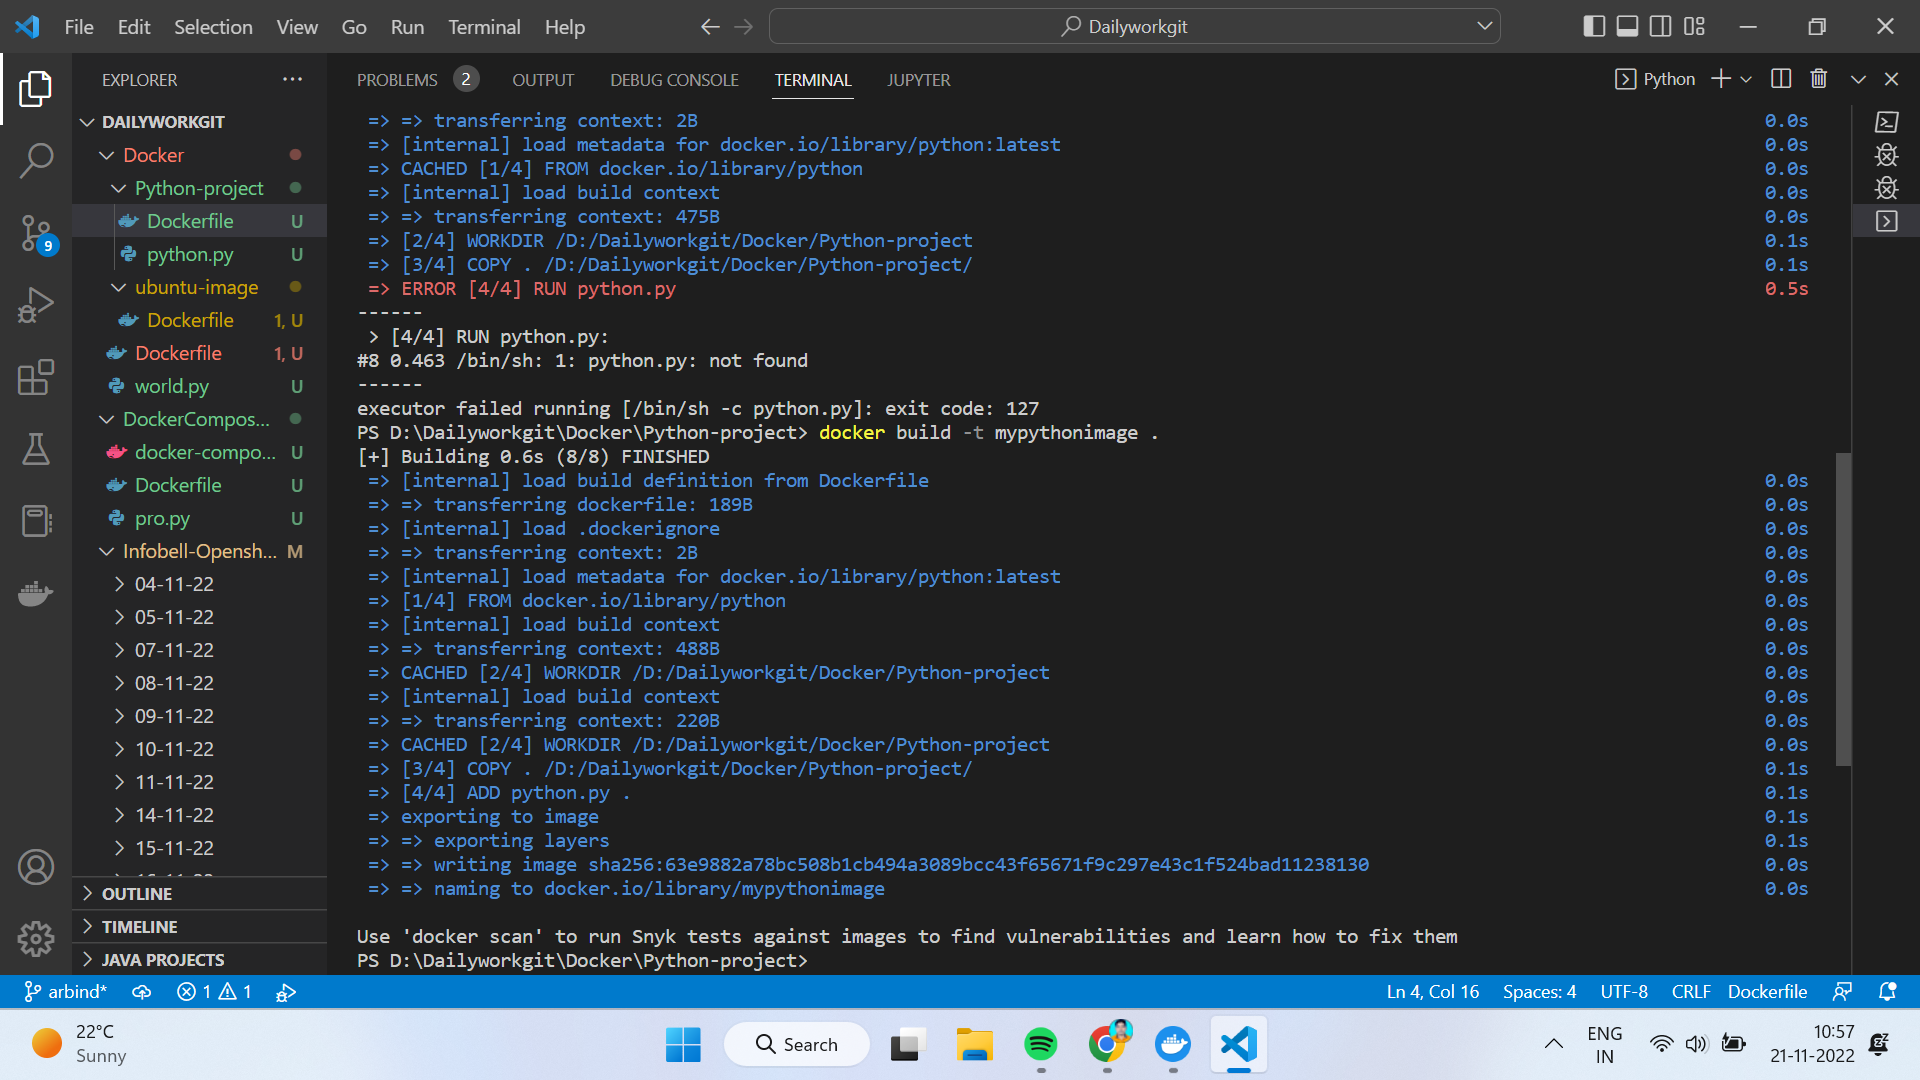 File Edit Selection View Go Run Terminal Help
Dailyworkgit
EXPLORER
DAILYWORKGIT
Docker
Python-project
Dockerfile U
python.py U
ubuntu-image
Dockerfile 1, U
Dockerfile 1, U
world.py U
DockerCompos...
docker-compo... U
Dockerfile U
pro.py U
Infobell-Opensh... M
04-11-22
05-11-22
07-11-22
08-11-22
09-11-22
10-11-22
11-11-22
14-11-22
15-11-22
OUTLINE
TIMELINE
JAVA PROJECTS
9
PROBLEMS 2 OUTPUT DEBUG CONSOLE TERMINAL JUPYTER
Python
=> => transferring context: 2B 0.0s
=> [internal] load metadata for docker.io/library/python:latest 0.0s
=> CACHED [1/4] FROM docker.io/library/python 0.0s
=> [internal] load build context 0.0s
=> => transferring context: 475B 0.0s
=> [2/4] WORKDIR /D:/Dailyworkgit/Docker/Python-project 0.1s
=> [3/4] COPY . /D:/Dailyworkgit/Docker/Python-project/ 0.1s
=> ERROR [4/4] RUN python.py 0.5s
------
> [4/4] RUN python.py:
#8 0.463 /bin/sh: 1: python.py: not found
------
executor failed running [/bin/sh -c python.py]: exit code: 127
PS D:\Dailyworkgit\Docker\Python-project> docker build -t mypythonimage .
[+] Building 0.6s (8/8) FINISHED
=> [internal] load build definition from Dockerfile 0.0s
=> => transferring dockerfile: 189B 0.0s
=> [internal] load .dockerignore 0.0s
=> => transferring context: 2B 0.0s
=> [internal] load metadata for docker.io/library/python:latest 0.0s
=> [1/4] FROM docker.io/library/python 0.0s
=> [internal] load build context 0.0s
=> => transferring context: 488B 0.0s
=> CACHED [2/4] WORKDIR /D:/Dailyworkgit/Docker/Python-project 0.0s
=> [internal] load build context 0.0s
=> => transferring context: 220B 0.0s
=> CACHED [2/4] WORKDIR /D:/Dailyworkgit/Docker/Python-project 0.0s
=> [3/4] COPY . /D:/Dailyworkgit/Docker/Python-project/ 0.1s
=> [4/4] ADD python.py . 0.1s
=> exporting to image 0.1s
=> => exporting layers 0.1s
=> => writing image sha256:63e9882a78bc508b1cb494a3089bcc43f65671f9c297e43c1f524bad11238130 0.0s
=> => naming to docker.io/library/mypythonimage 0.0s
Use 'docker scan' to run Snyk tests against images to find vulnerabilities and learn how to fix them
PS D:\Dailyworkgit\Docker\Python-project>
arbind* 1 1 Ln 4, Col 16 Spaces: 4 UTF-8 CRLF Dockerfile
22°C
Sunny
Search
ENG
IN
10:57
21-11-2022